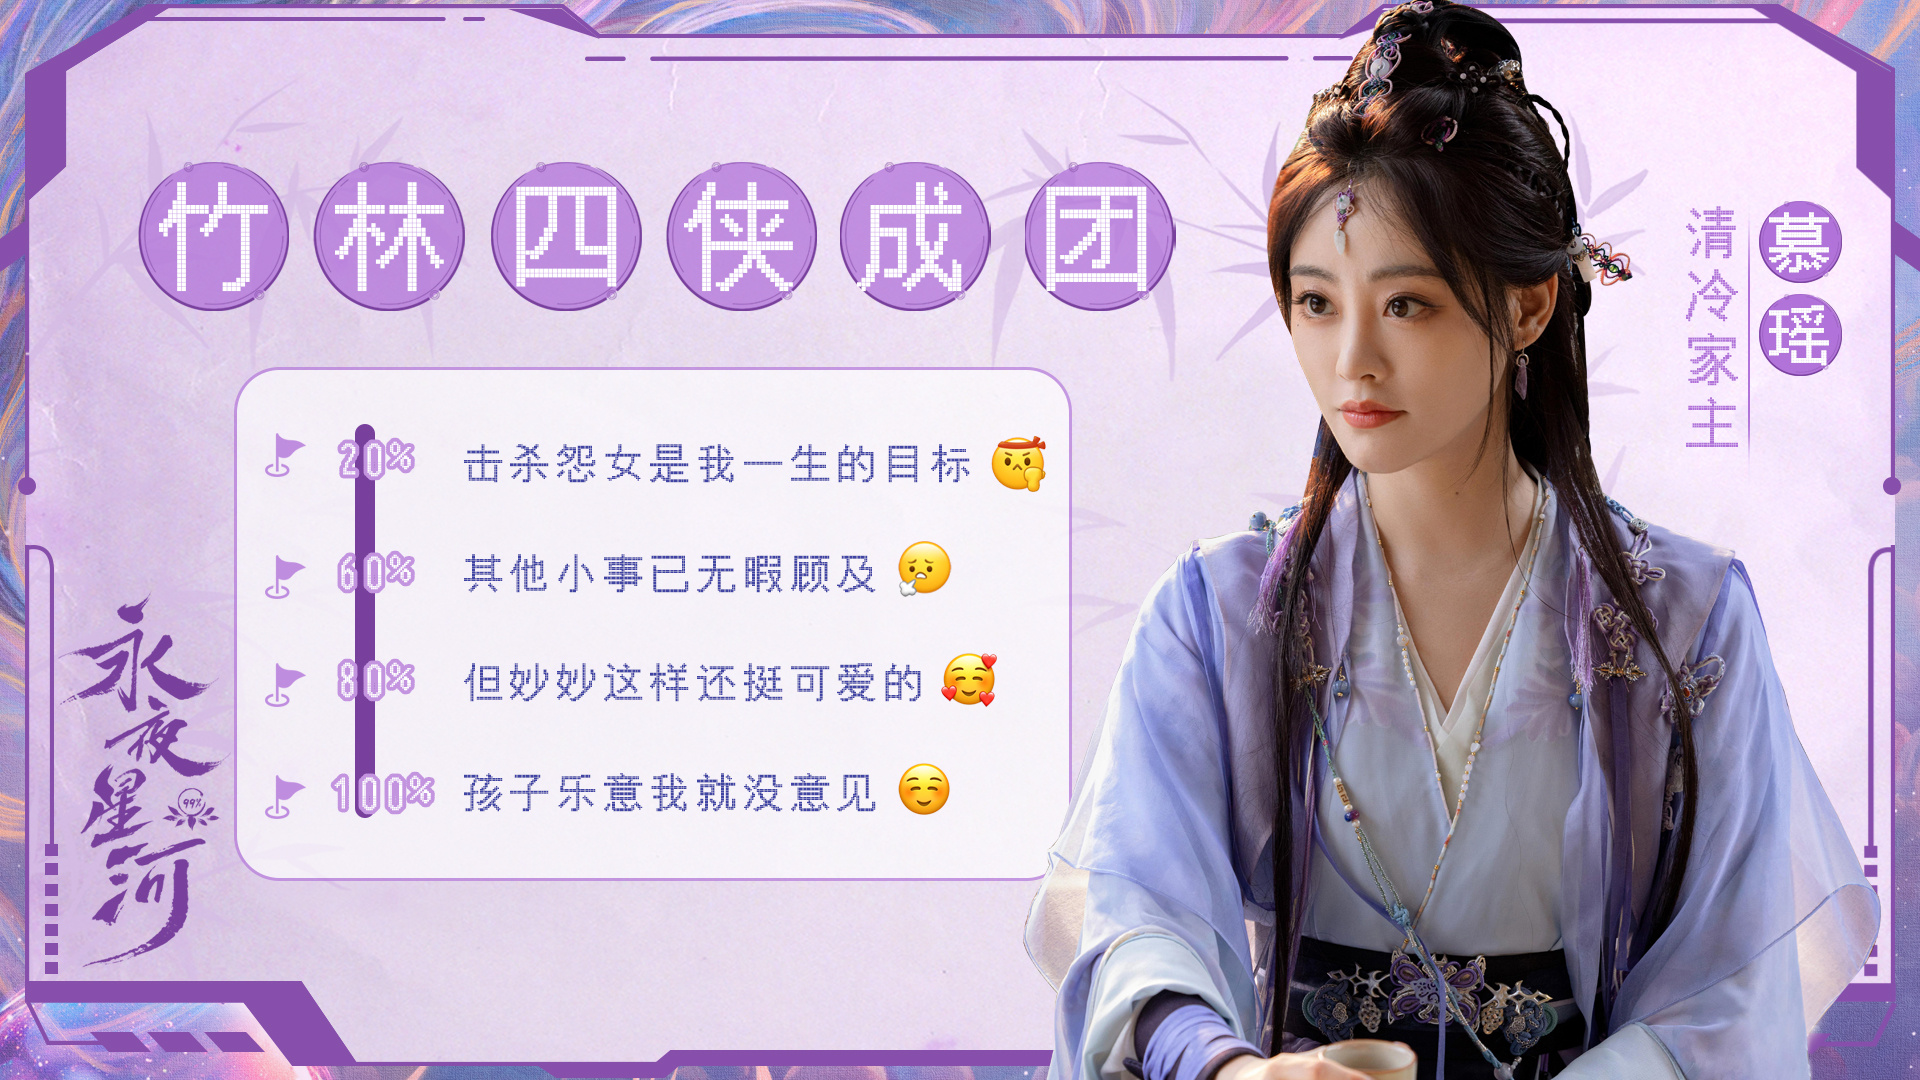 竹林四侠成团
慕瑶
清冷家主
20% 击杀怨女是我一生的目标
60% 其他小事已无暇顾及
80% 但妙妙这样还挺可爱的
100% 孩子乐意我就没意见
永夜星河
99%